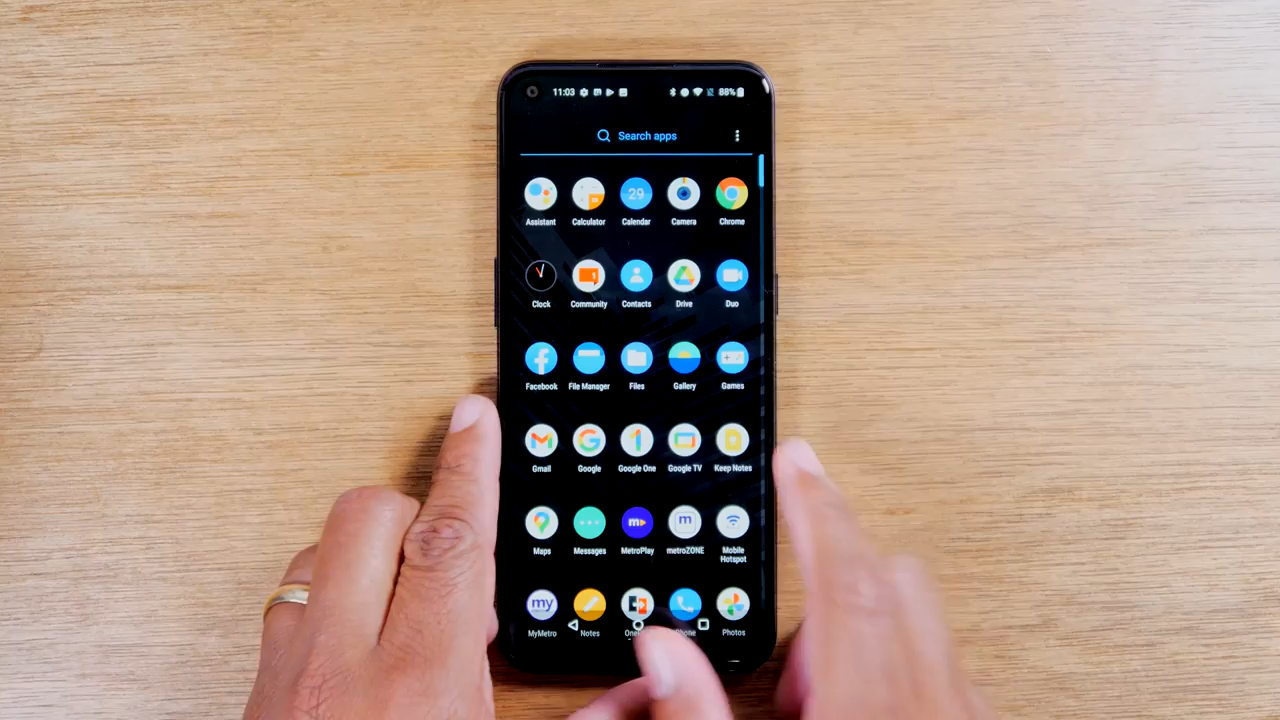 11:03 88%
Search apps
29
Assistant Calculator Calendar Camera Chrome
Clock Community Contacts Drive Duo
Facebook File Manager Files Gallery Games
Gmail Google Google One Google TV Keep Notes
m m
Maps Messages MetroPlay metroZONE Mobile Hotspot
my
MyMetro Notes Phone Photos